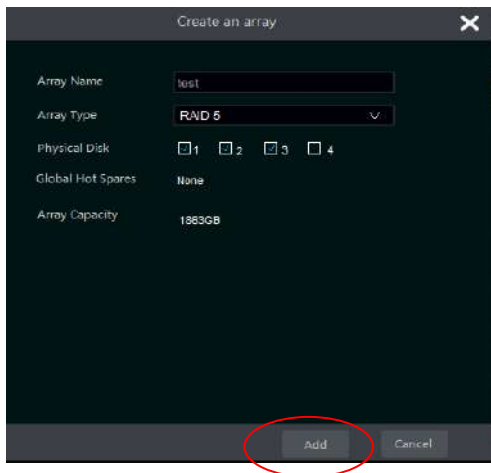 Create an array
Array Name test
Array Type RAID 5
Physical Disk 1 2 3 4
Global Hot Spares None
Array Capacity 1863GB
Add Cancel